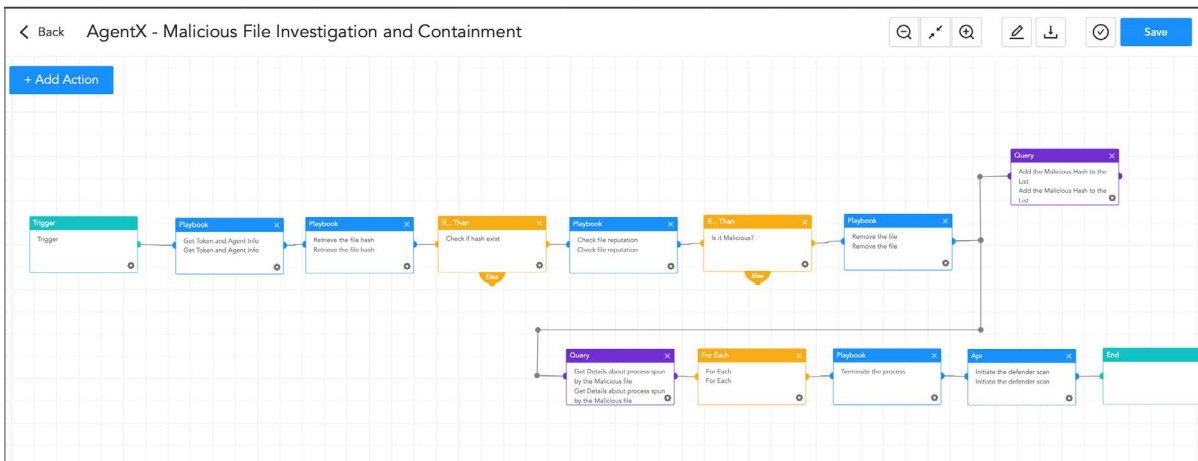 Back
AgentX - Malicious File Investigation and Containment
Save
+ Add Action
Query
Add the Malicious Hash to the
List
Add the Malicious Hash to the
List
Trigger
Trigger
Playbook
Get Token and Agent Info
Get Token and Agent Info
Playbook
Retrieve the file hash
Retrieve the file hash
If... Then
Check if hash exist
Else
Playbook
Check file reputation
Check file reputation
If... Then
Is it Malicious?
Else
Playbook
Remove the file
Remove the file
Query
Get Details about process spun
by the Malicious file
Get Details about process spun
by the Malicious file
For Each
For Each
For Each
Playbook
Terminate the process
Api
Initiate the defender scan
Initiate the defender scan
End